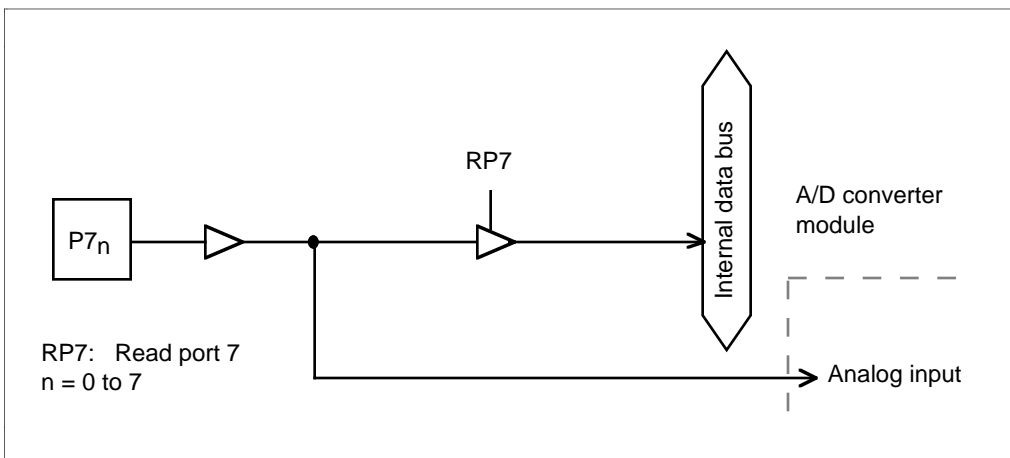 RP7
Internal data bus
A/D converter
module
P7n
RP7: Read port 7
n = 0 to 7
Analog input